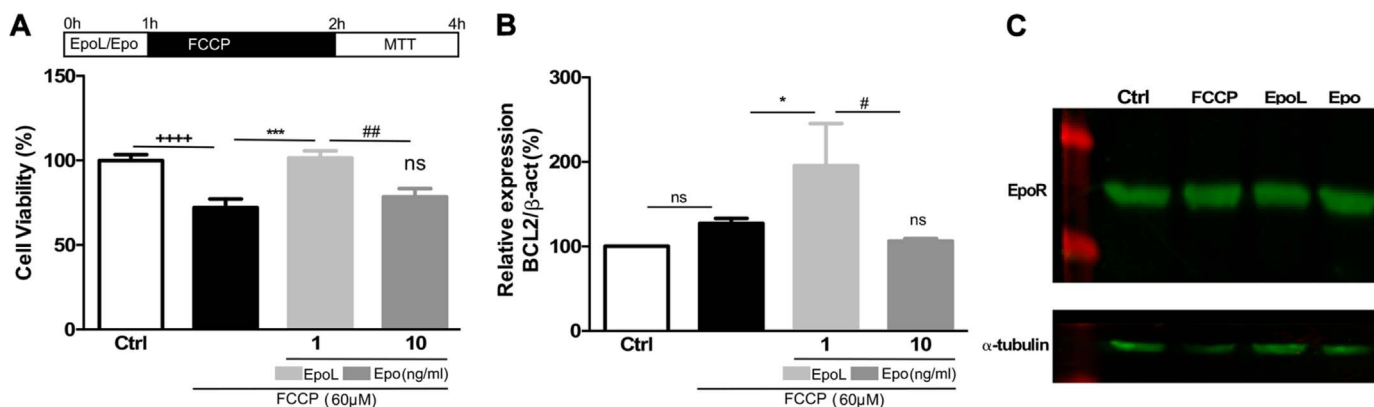 A
0h 1h 2h 4h
EpoL/Epo FCCP MTT
Cell Viability (%)
150
100
50
0
++++
***
##
ns
Ctrl 1 10
EpoL Epo(ng/ml)
FCCP (60µM)
B
Relative expression
BCL2/β-act(%)
300
200
100
0
ns
*
#
ns
Ctrl 1 10
EpoL Epo(ng/ml)
FCCP (60µM)
C
Ctrl FCCP EpoL Epo
EpoR
α-tubulin